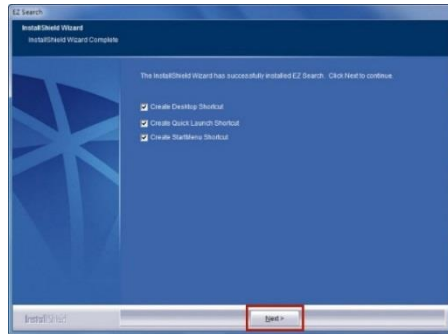 EZ Search
InstallShield Wizard
InstallShield Wizard Complete
The InstallShield Wizard has successfully installed EZ Search. Click Next to continue.
Create Desktop Shortcut
Create Quick Launch Shortcut
Create StartMenu Shortcut
InstallShield
Next >